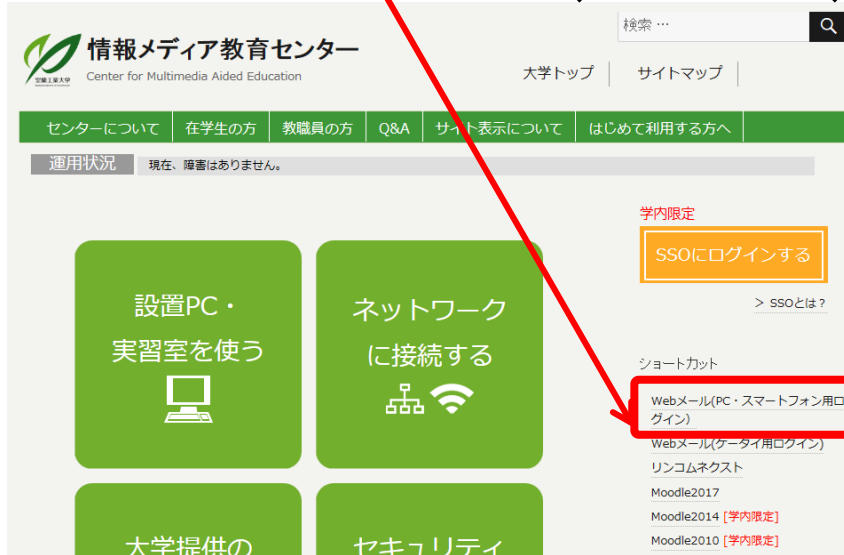 検索 …
情報メディア教育センター
室蘭工業大学
Center for Multimedia Aided Education
大学トップ
サイトマップ
センターについて
在学生の方
教職員の方
Q&A
サイト表示について
はじめて利用する方へ
運用状況
現在、障害はありません。
学内限定
SSOにログインする
> SSOとは?
設置PC・
実習室を使う
ネットワーク
に接続する
ショートカット
Webメール(PC・スマートフォン用ロ
グイン)
Webメール(ケータイ用ログイン)
リンコムネクスト
Moodle2017
Moodle2014 [学内限定]
Moodle2010 [学内限定]
大学提供の
セキュリティ